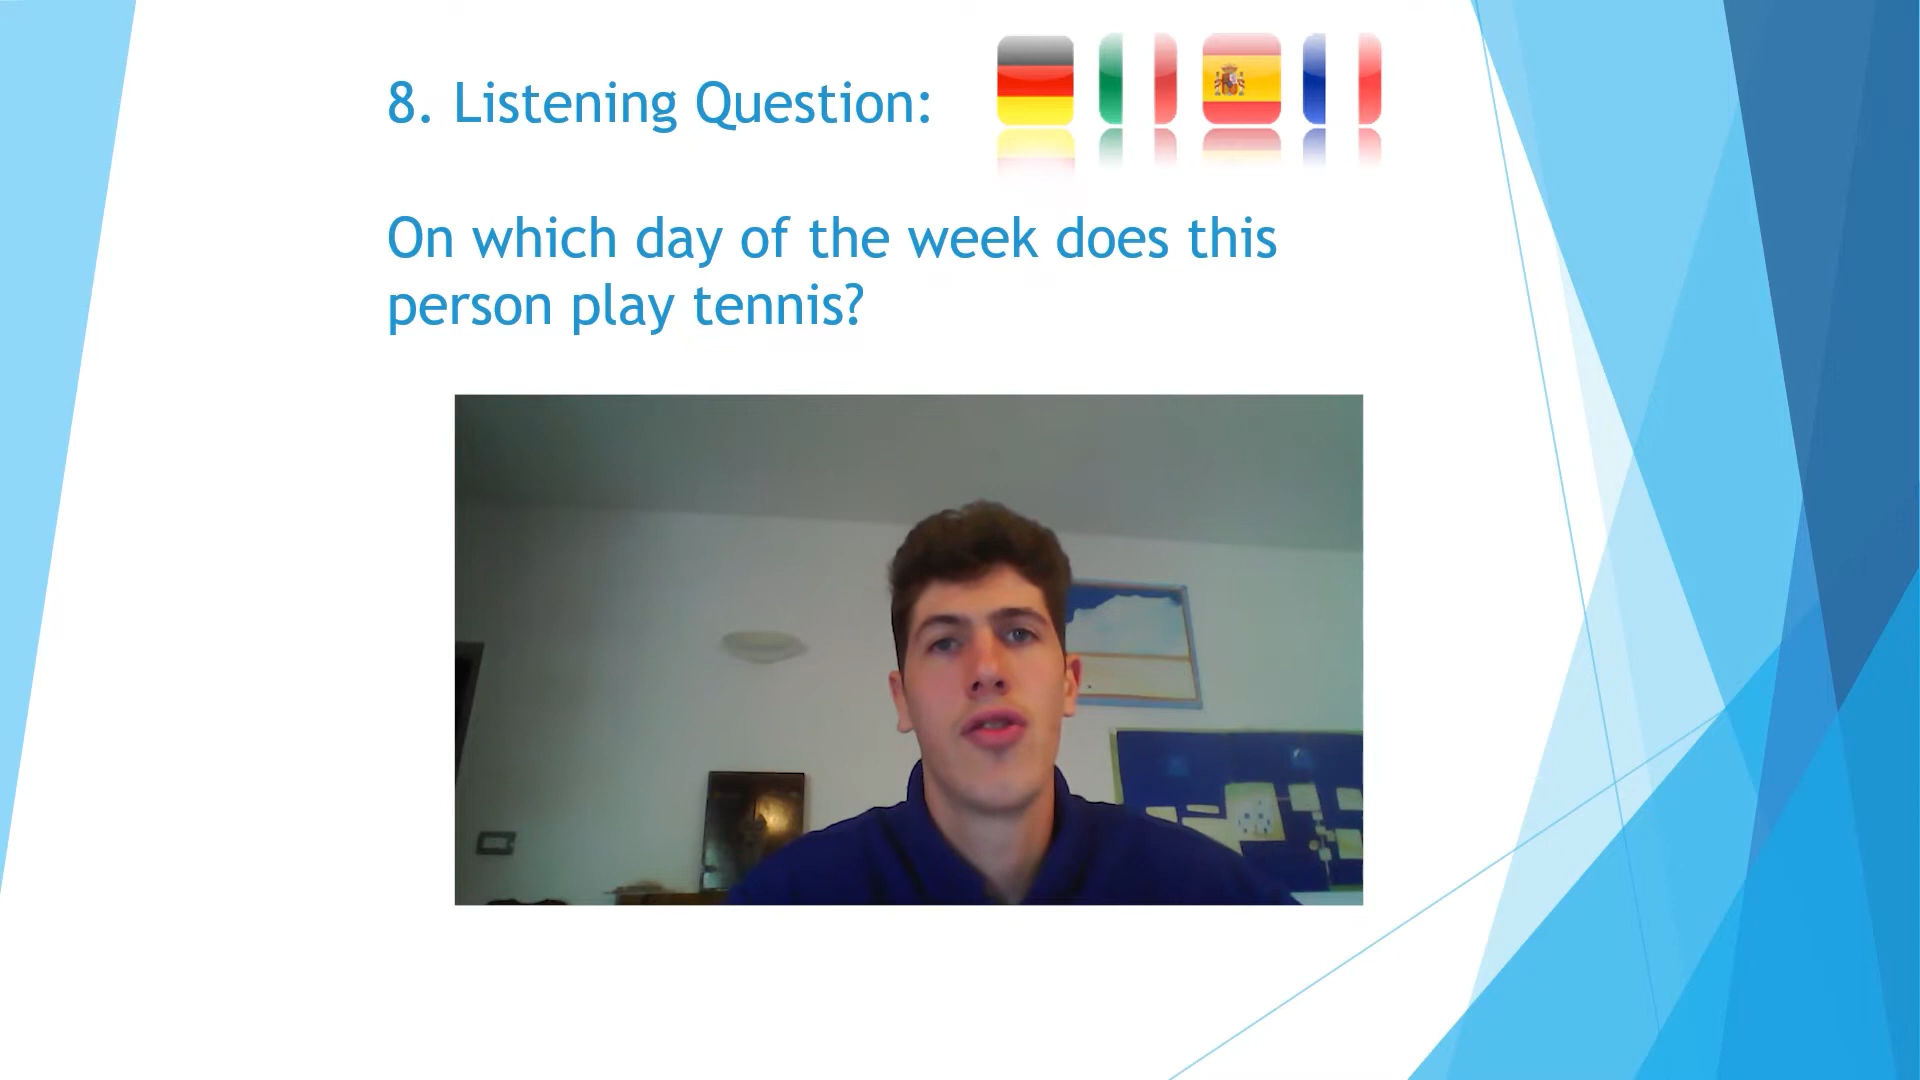 8. Listening Question:
On which day of the week does this
person play tennis?